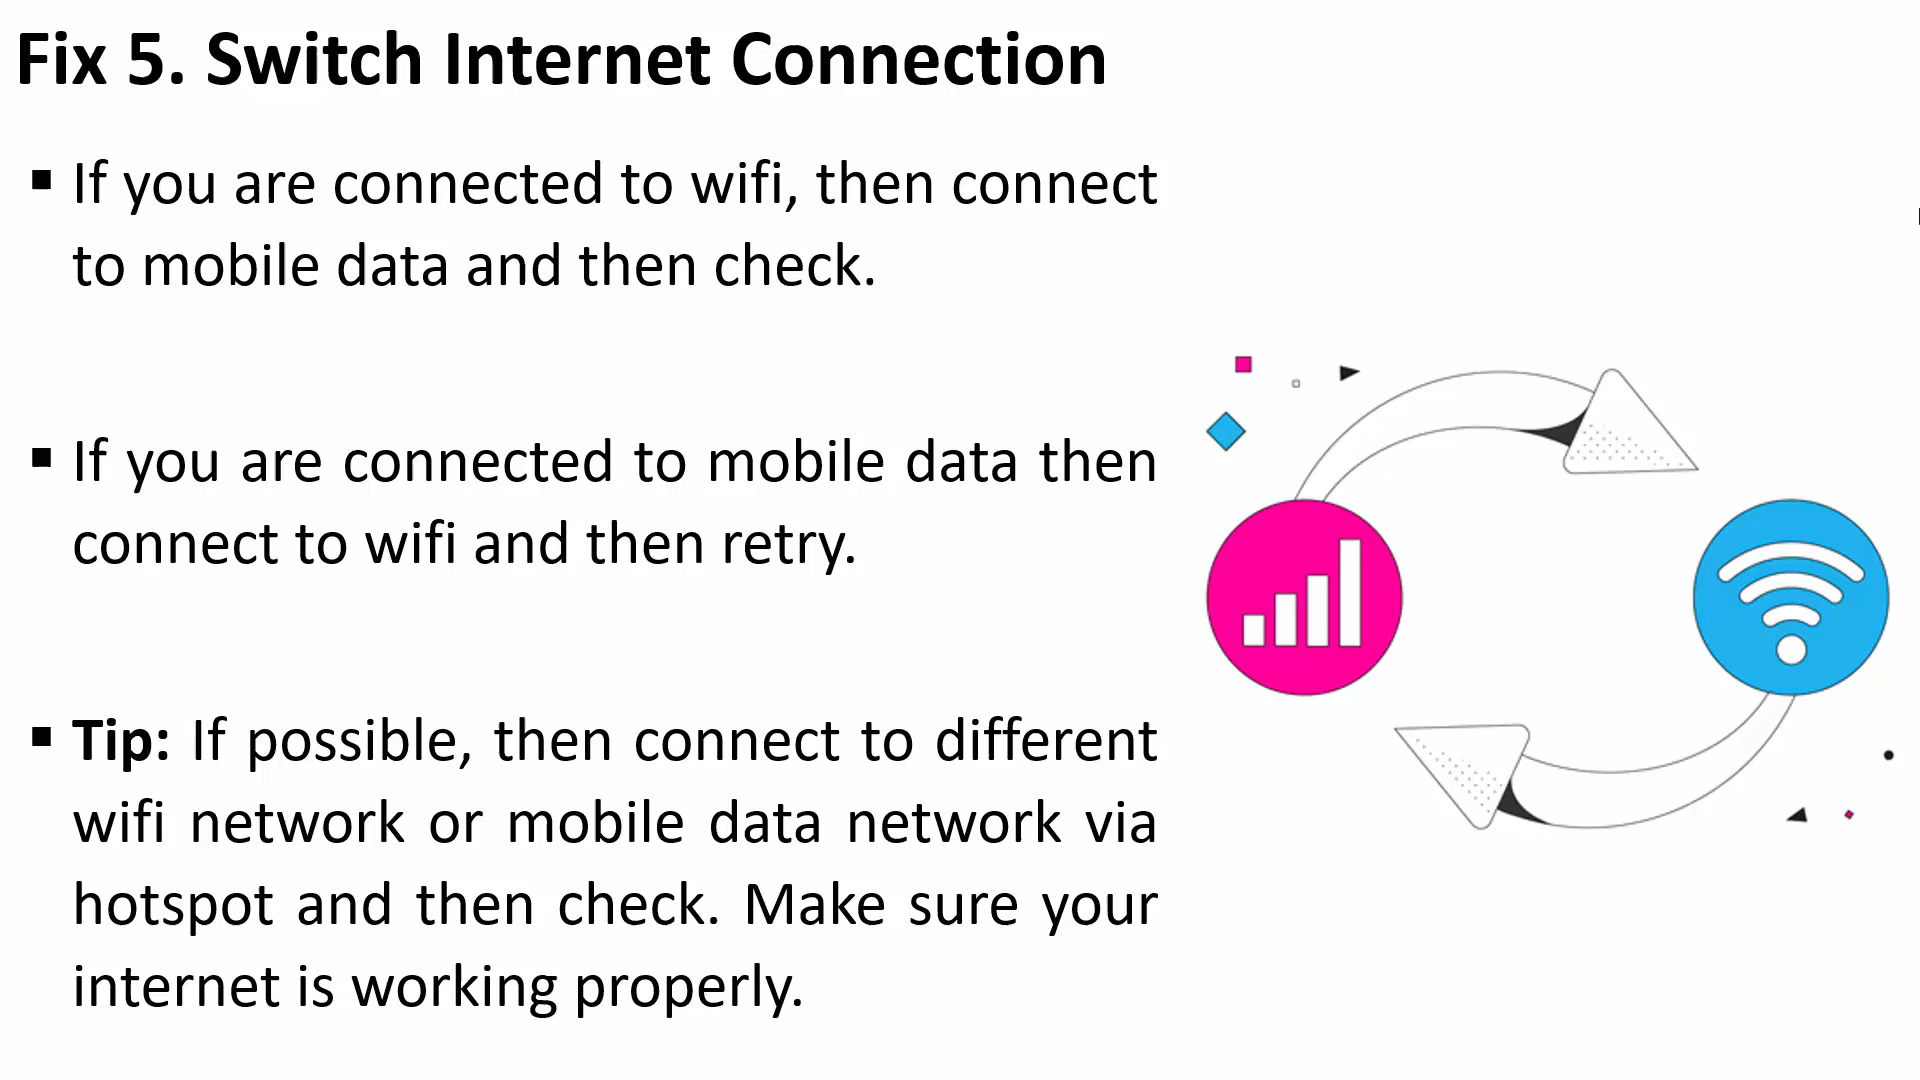 Fix 5. Switch Internet Connection
▪ If you are connected to wifi, then connect
to mobile data and then check.
▪ If you are connected to mobile data then
connect to wifi and then retry.
▪ Tip: If possible, then connect to different
wifi network or mobile data network via
hotspot and then check. Make sure your
internet is working properly.